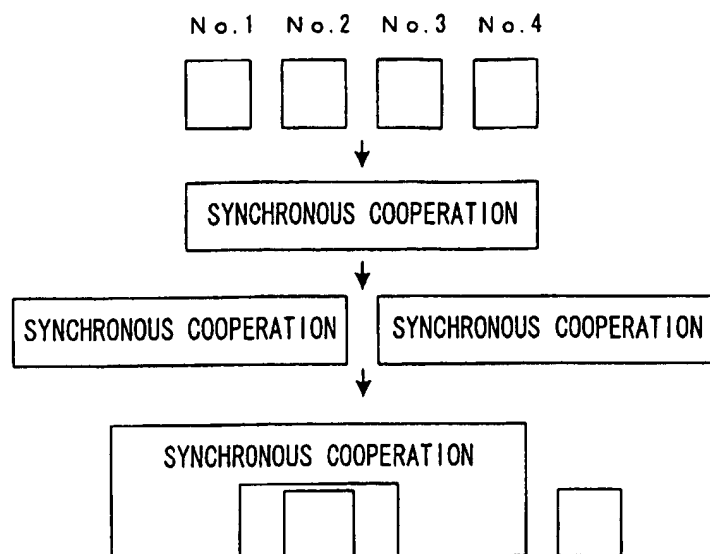 No.1 No.2 No.3 No.4
SYNCHRONOUS COOPERATION
SYNCHRONOUS COOPERATION SYNCHRONOUS COOPERATION
SYNCHRONOUS COOPERATION